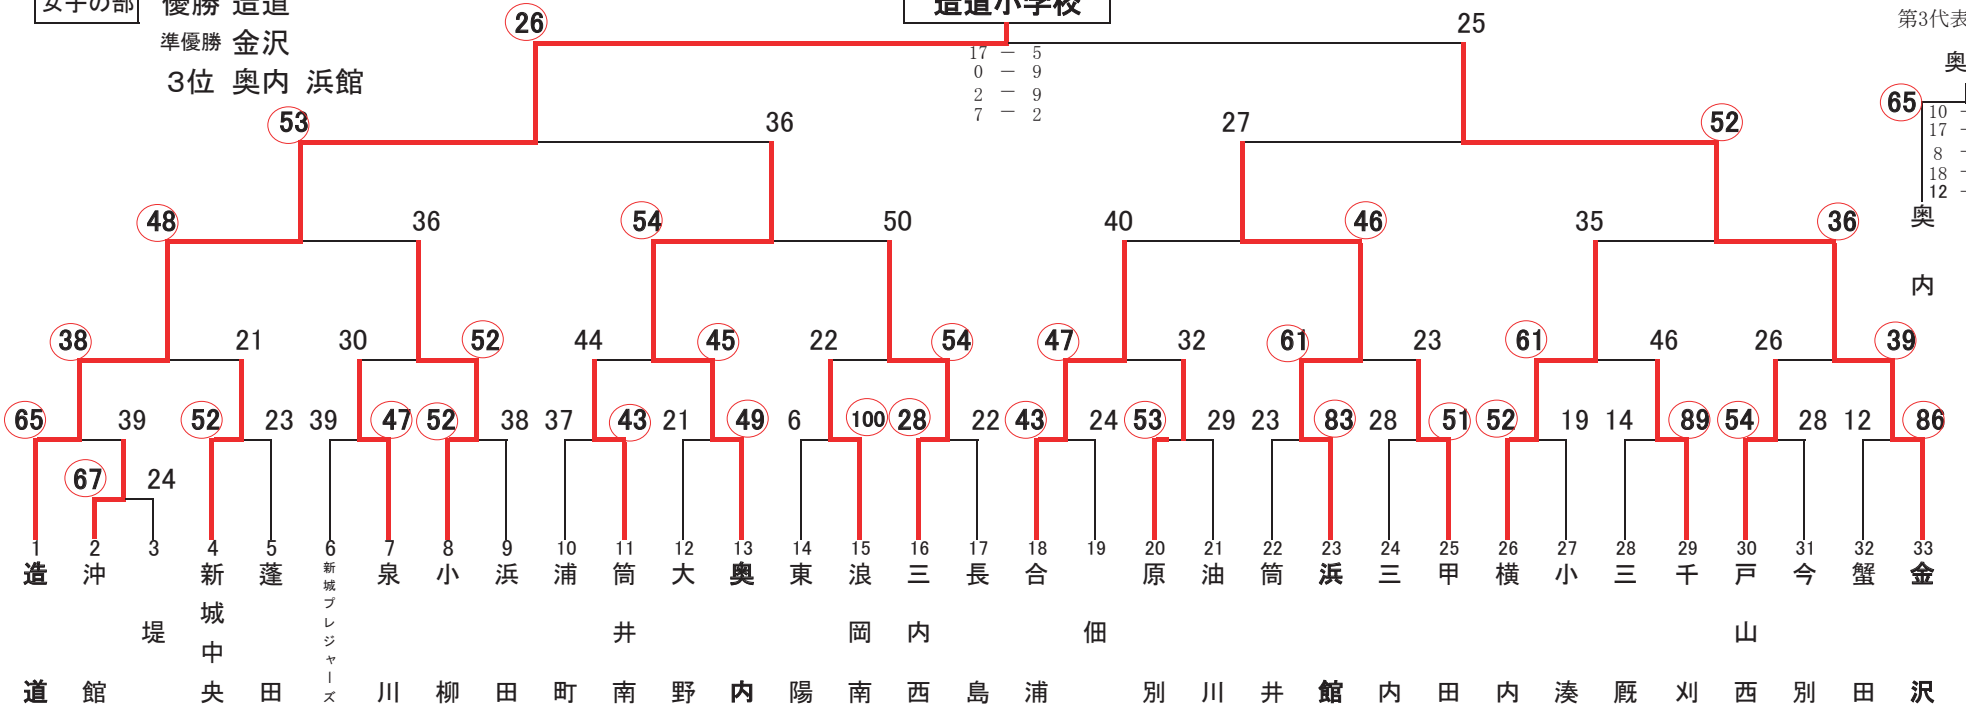 女子の部
優勝 造道
準優勝 金沢
3位 奥内 浜館
造道小学校
第3代表
26 25
17 － 5
0 － 9
2 － 9
7 － 2
奥
65
10 －
17 －
8 －
18 －
12 －
奥内
53 36 27 52
48 36 54 50 40 46 35 36
38 21 30 52 44 45 22 54 47 32 61 23 61 46 26 39
65 39 52 23 39 47 52 38 37 43 21 49 6 100 28 22 43 24 53 29 23 83 28 51 52 19 14 89 54 28 12 86
67 24
1 造道
2 沖館
3 堤
4 新城中央
5 蓬田
6 新城プレジャーズ
7 泉川
8 小柳
9 浜田
10 浦町
11 筒井南
12 大野
13 奥内
14 東陽
15 浪岡南
16 三内西
17 長島
18 合浦
19 佃
20 原別
21 油川
22 筒井
23 浜館
24 三内
25 甲田
26 横内
27 小湊
28 三厩
29 千刈
30 戸山西
31 今別
32 蟹田
33 金沢